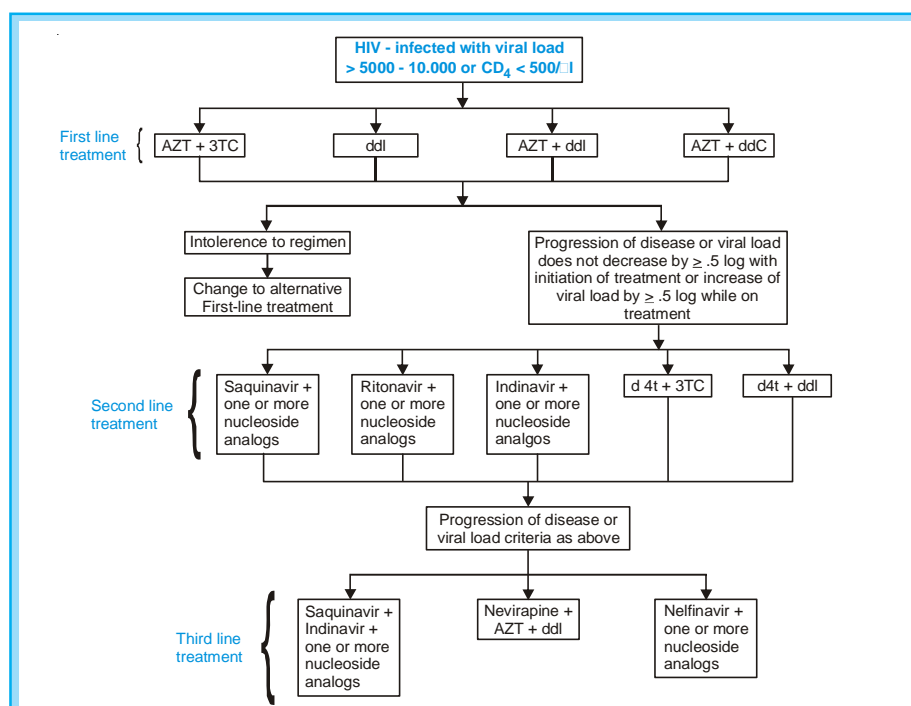 HIV - infected with viral load
> 5000 - 10.000 or CD4 < 500/□l
First line
treatment
AZT + 3TC
ddl
AZT + ddl
AZT + ddC
Intolerence to regimen
Change to alternative
First-line treatment
Progression of disease or viral load
does not decrease by ≥ .5 log with
initiation of treatment or increase of
viral load by ≥ .5 log while on
treatment
Second line
treatment
Saquinavir +
one or more
nucleoside
analogs
Ritonavir +
one or more
nucleoside
analogs
Indinavir +
one or more
nucleoside
analgos
d 4t + 3TC
d4t + ddl
Progression of disease or
viral load criteria as above
Third line
treatment
Saquinavir +
Indinavir +
one or more
nucleoside
analogs
Nevirapine +
AZT + ddl
Nelfinavir +
one or more
nucleoside
analogs